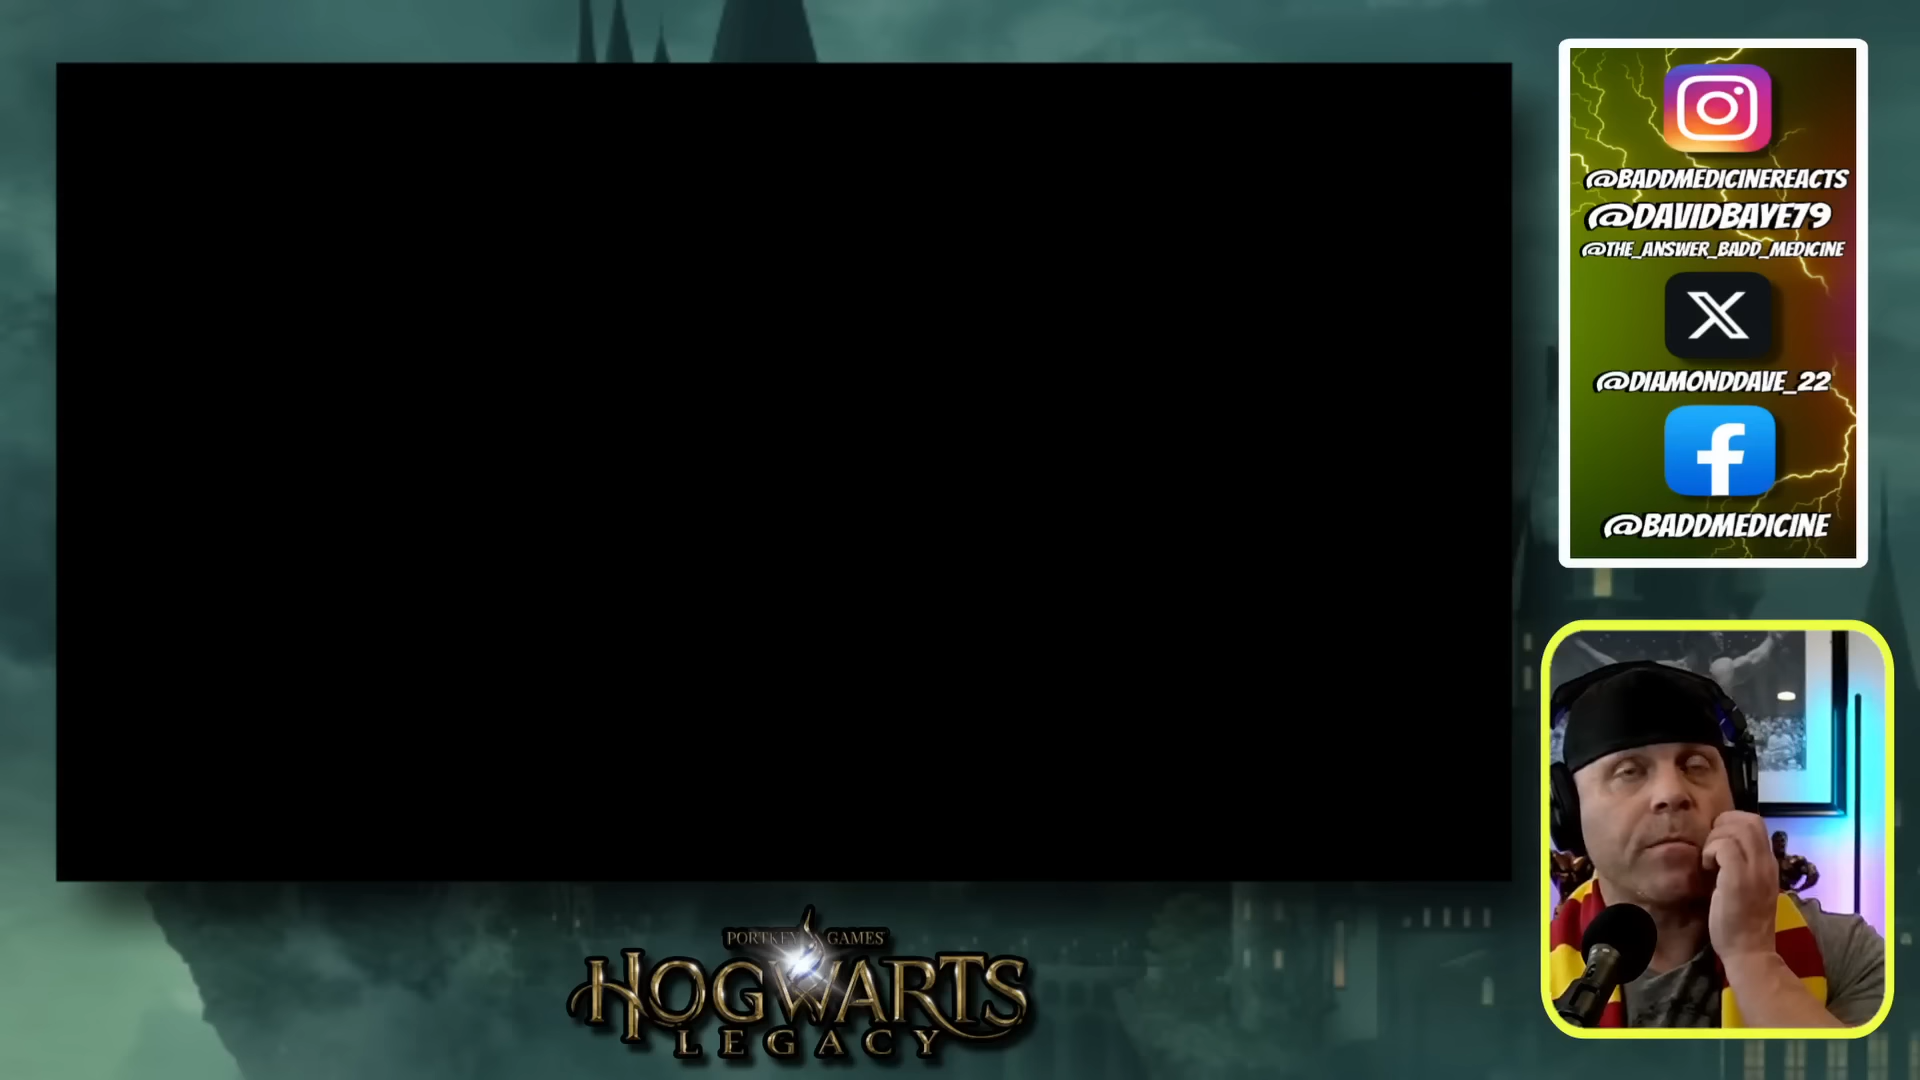 @BADDMEDICINEREACTS
@DAVIDBAYE79
@THE_ANSWER_BADD_MEDICINE
@DIAMONDDAVE_22
@BADDMEDICINE
PORTKEY GAMES
HOGWARTS
LEGACY